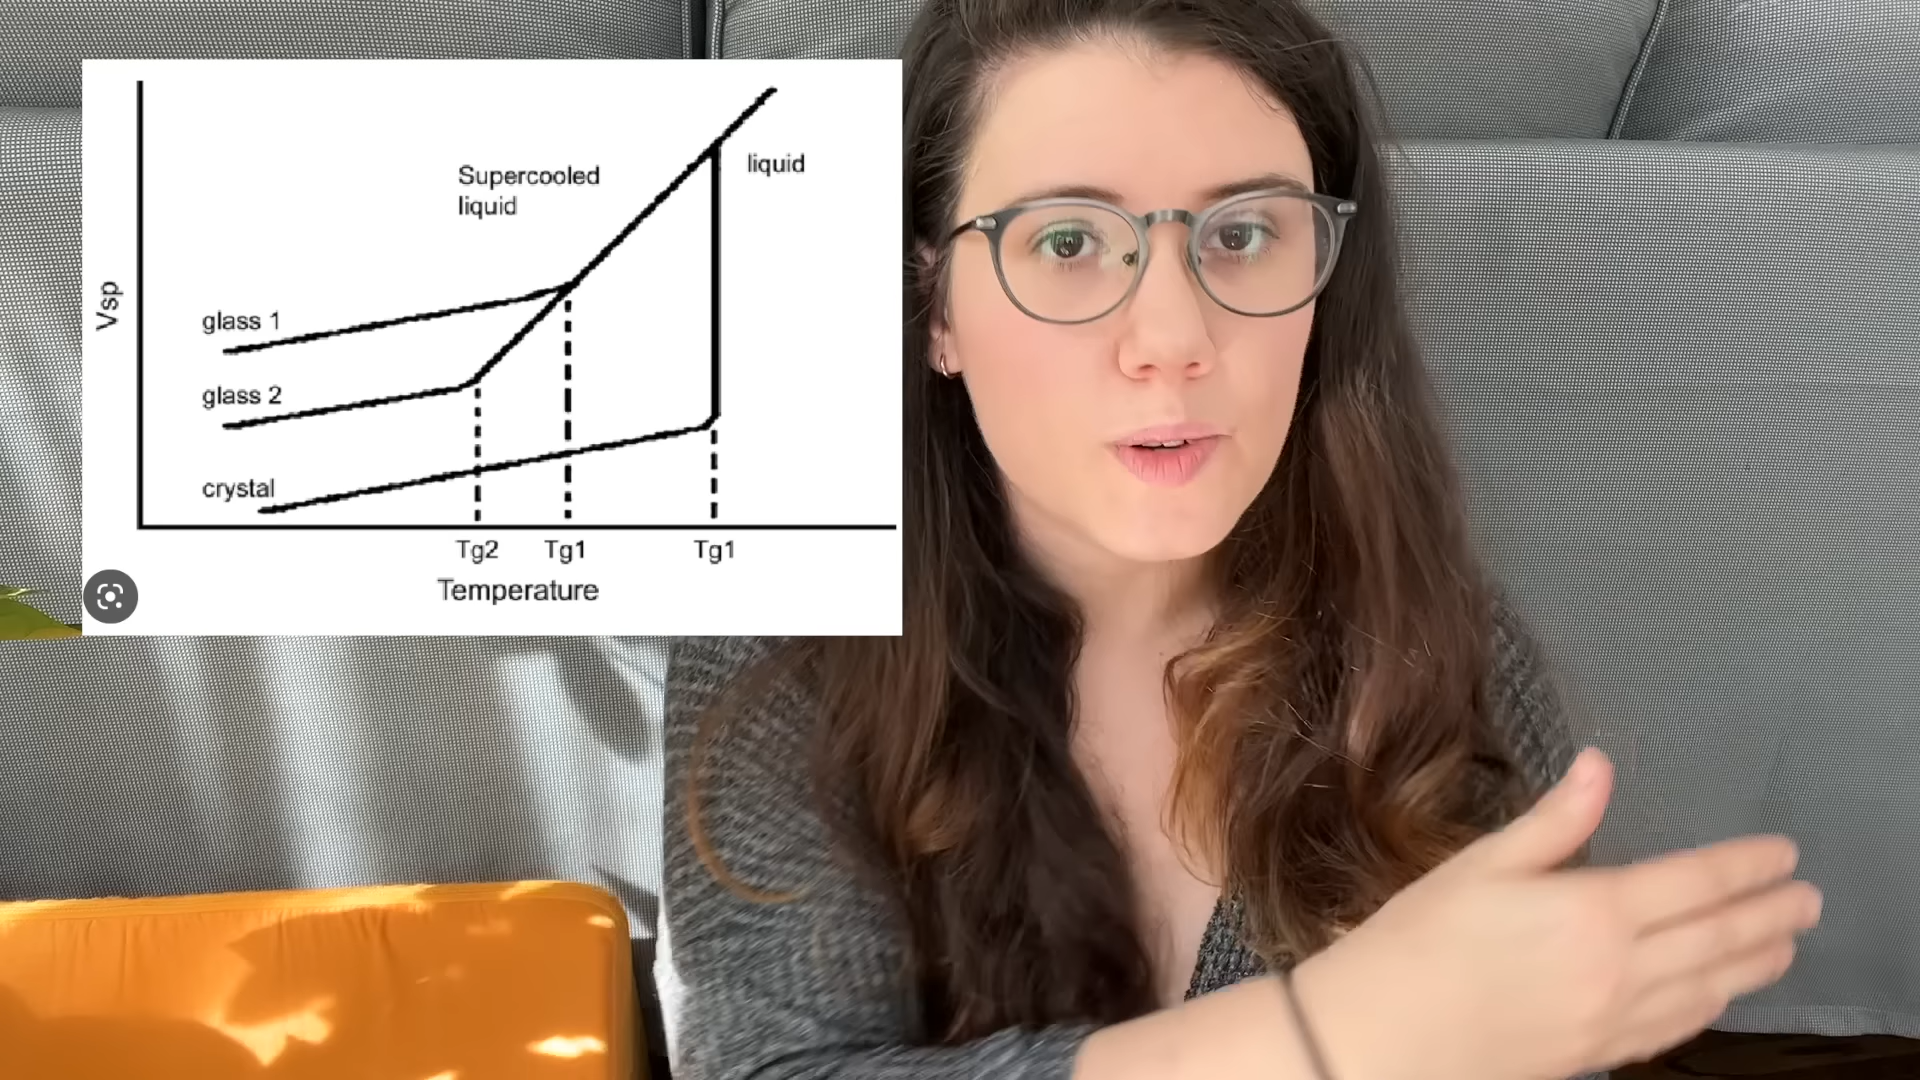 Supercooled
liquid
liquid
Vsp
glass 1
glass 2
crystal
Tg2 Tg1 Tg1
Temperature